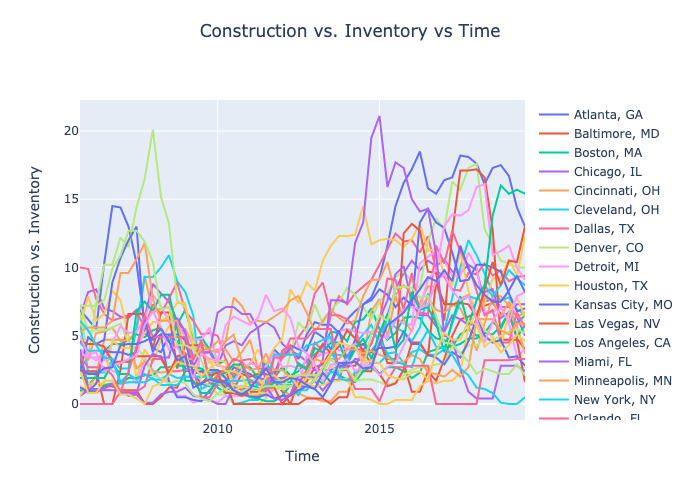 Construction vs. Inventory vs Time
Construction vs. Inventory
20
15
10
5
0
2010
2015
Time
Atlanta, GA
Baltimore, MD
Boston, MA
Chicago, IL
Cincinnati, OH
Cleveland, OH
Dallas, TX
Denver, CO
Detroit, MI
Houston, TX
Kansas City, MO
Las Vegas, NV
Los Angeles, CA
Miami, FL
Minneapolis, MN
New York, NY
Orlando, FL